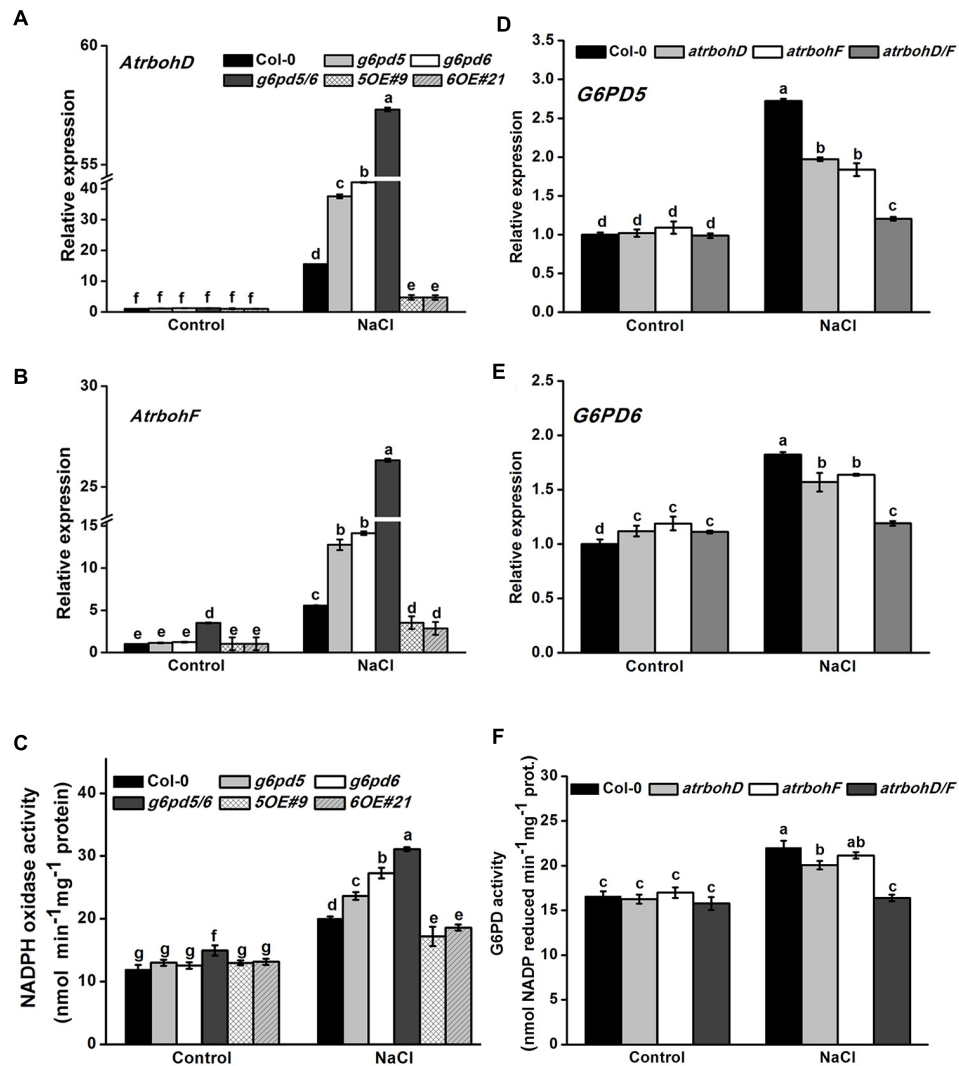 A
60
AtrbohD
Col-0 g6pd5 g6pd6
g6pd5/6 5OE#9 6OE#21
Relative expression
55
40
30
20
10
0
f f f f f f
d c b a e e
Control NaCl
B
30
AtrbohF
Relative expression
25
15
10
5
0
e e e d e e
c b b a d d
Control NaCl
C
Col-0 g6pd5 g6pd6
g6pd5/6 5OE#9 6OE#21
NADPH oxidase activity
(nmol min⁻¹mg⁻¹ protein)
40
30
20
10
0
g g g f g g
d c b a e e
Control NaCl
D
3.5
Col-0 atrbohD atrbohF atrbohD/F
G6PD5
Relative expression
3.0
2.5
2.0
1.5
1.0
0.5
0.0
d d d d
a b b c
Control NaCl
E
2.5
G6PD6
Relative expression
2.0
1.5
1.0
0.5
0.0
d c c c
a b b c
Control NaCl
F
30
Col-0 atrbohD atrbohF atrbohD/F
G6PD activity
(nmol NADP reduced min⁻¹mg⁻¹ prot.)
25
20
15
10
5
0
c c c c
a b ab c
Control NaCl